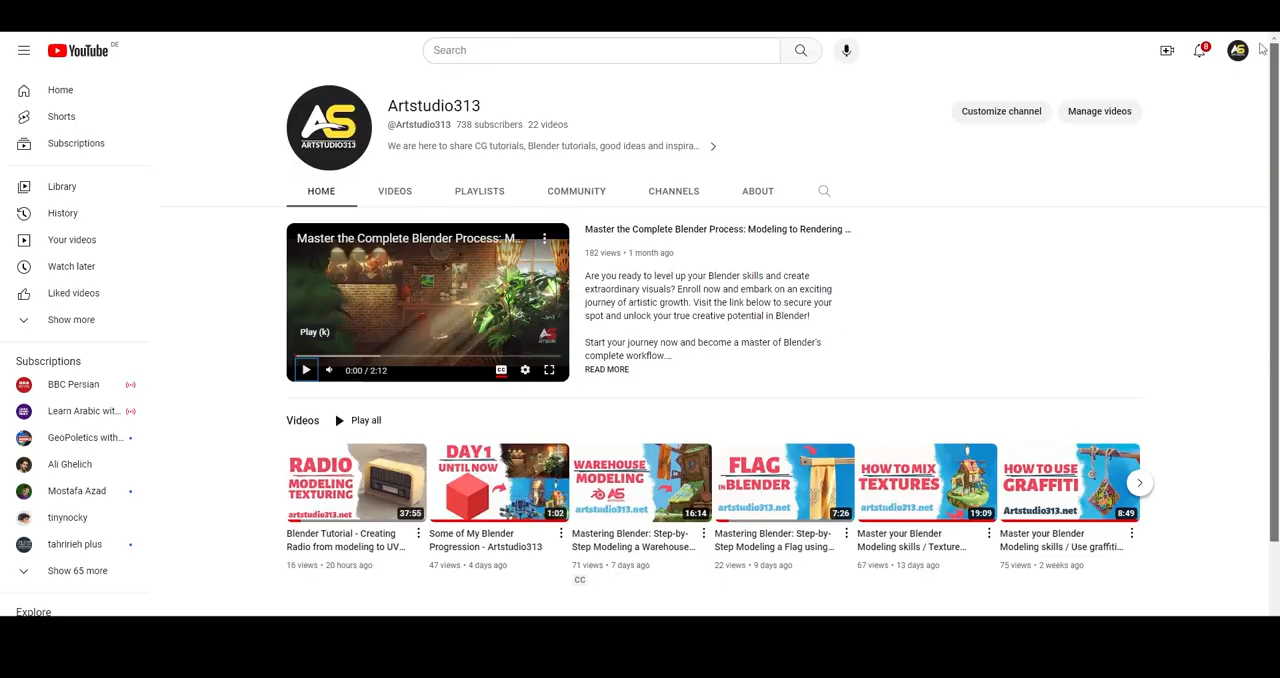 YouTube DE
Search
8
AS
Home
Shorts
Subscriptions
Library
History
Your videos
Watch later
Liked videos
Show more
Subscriptions
BBC Persian
Learn Arabic wit...
GeoPoletics with...
Ali Ghelich
Mostafa Azad
tinynocky
tahririeh plus
Show 65 more
Explore
AS
ARTSTUDIO313
Artstudio313
@Artstudio313 738 subscribers 22 videos
We are here to share CG tutorials, Blender tutorials, good ideas and inspira...
Customize channel
Manage videos
HOME VIDEOS PLAYLISTS COMMUNITY CHANNELS ABOUT
Master the Complete Blender Process: M...
Play (k)
AS
0:00 / 2:12
CC
Master the Complete Blender Process: Modeling to Rendering ...
182 views • 1 month ago
Are you ready to level up your Blender skills and create
extraordinary visuals? Enroll now and embark on an exciting
journey of artistic growth. Visit the link below to secure your
spot and unlock your true creative potential in Blender!
Start your journey now and become a master of Blender's
complete workflow....
READ MORE
Videos Play all
RADIO
MODELING
TEXTURING
artstudio313.net
37:55
Blender Tutorial - Creating
Radio from modeling to UV...
16 views • 20 hours ago
DAY1
UNTIL NOW
1:02
Some of My Blender
Progression - Artstudio313
47 views • 4 days ago
WAREHOUSE
MODELING
AS
artstudio313.net
16:14
Mastering Blender: Step-by-
Step Modeling a Warehouse...
71 views • 7 days ago
CC
FLAG
IN BLENDER
artstudio313.net
7:26
Mastering Blender: Step-by-
Step Modeling a Flag using...
22 views • 9 days ago
HOW TO MIX
TEXTURES
artstudio313.net
19:09
Master your Blender
Modeling skills / Texture...
67 views • 13 days ago
HOW TO USE
GRAFFITI
Artstudio313.net
8:49
Master your Blender
Modeling skills / Use graffiti...
75 views • 2 weeks ago